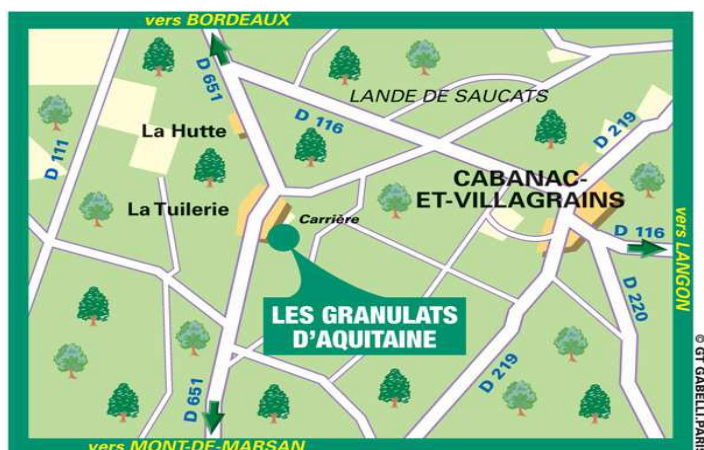 vers BORDEAUX
D 651
LANDE DE SAUCATS
La Hutte
D 116
D 219
D 111
CABANAC-
ET-VILLAGRAINS
La Tuilerie
Carrière
D 116
vers LANGON
LES GRANULATS
D'AQUITAINE
D 220
D 219
D 651
vers MONT-DE-MARSAN
© GT GABELLI.PARIS